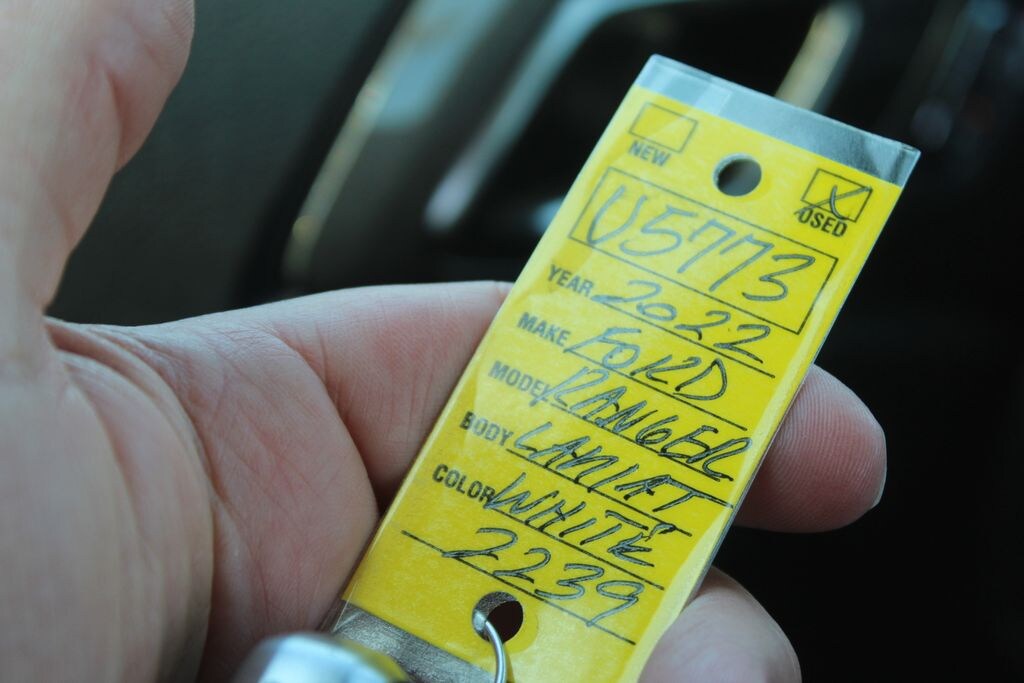 NEW
X USED
U5773
YEAR 2022
MAKE FORD
MODEL RANGER
BODY LARIAT
COLOR WHITE
2239